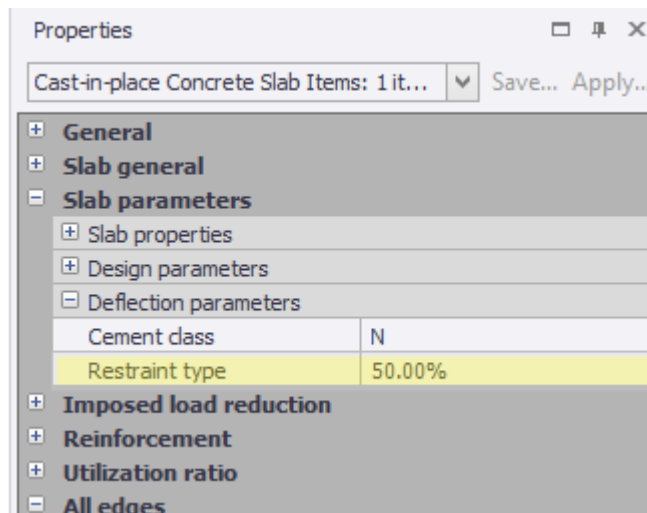 Properties
Cast-in-place Concrete Slab Items: 1 it... Save... Apply..
General
Slab general
Slab parameters
Slab properties
Design parameters
Deflection parameters
Cement class N
Restraint type 50.00%
Imposed load reduction
Reinforcement
Utilization ratio
All edges